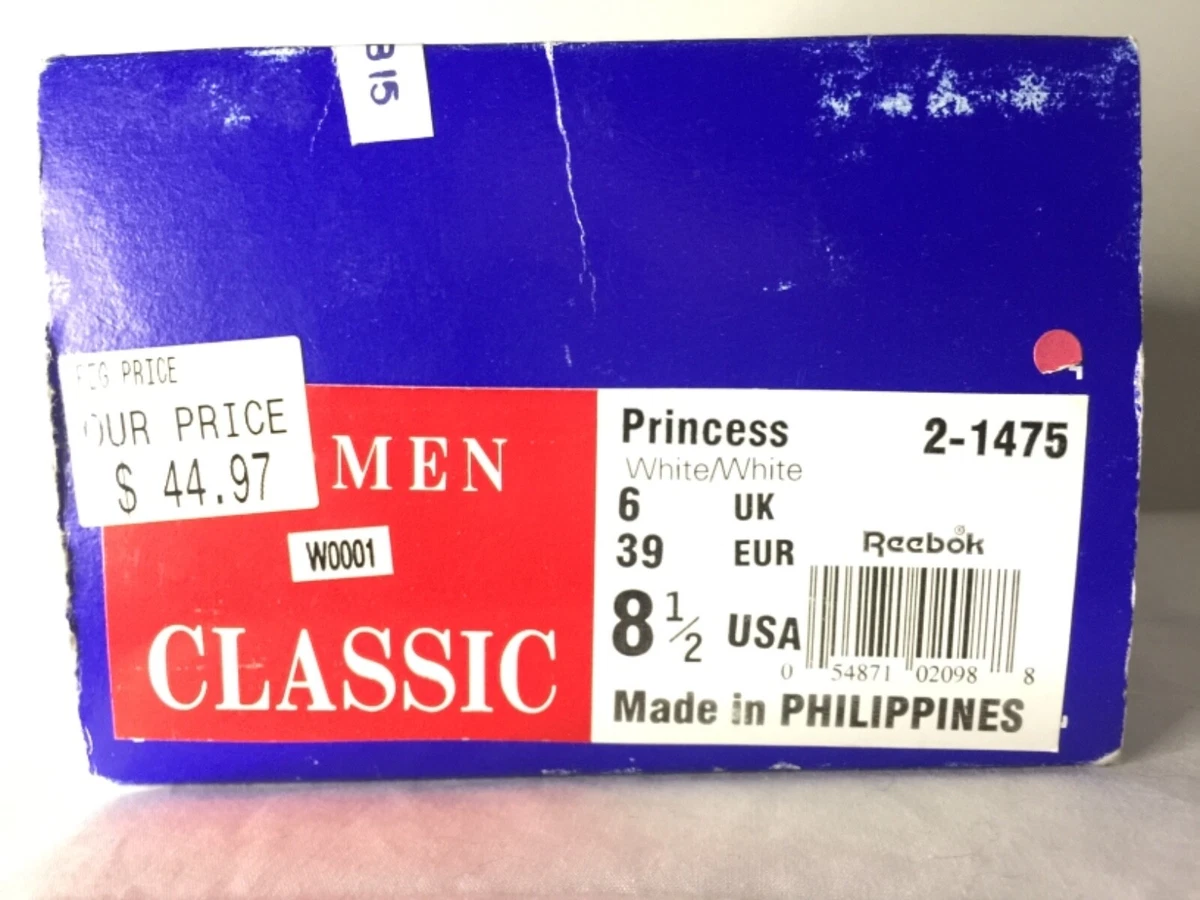 B15
REG PRICE
OUR PRICE
$ 44.97
MEN
W0001
CLASSIC
Princess 2-1475
White/White
6 UK
39 EUR
Reebok®
8 1/2 USA
0 54871 02098 8
Made in PHILIPPINES